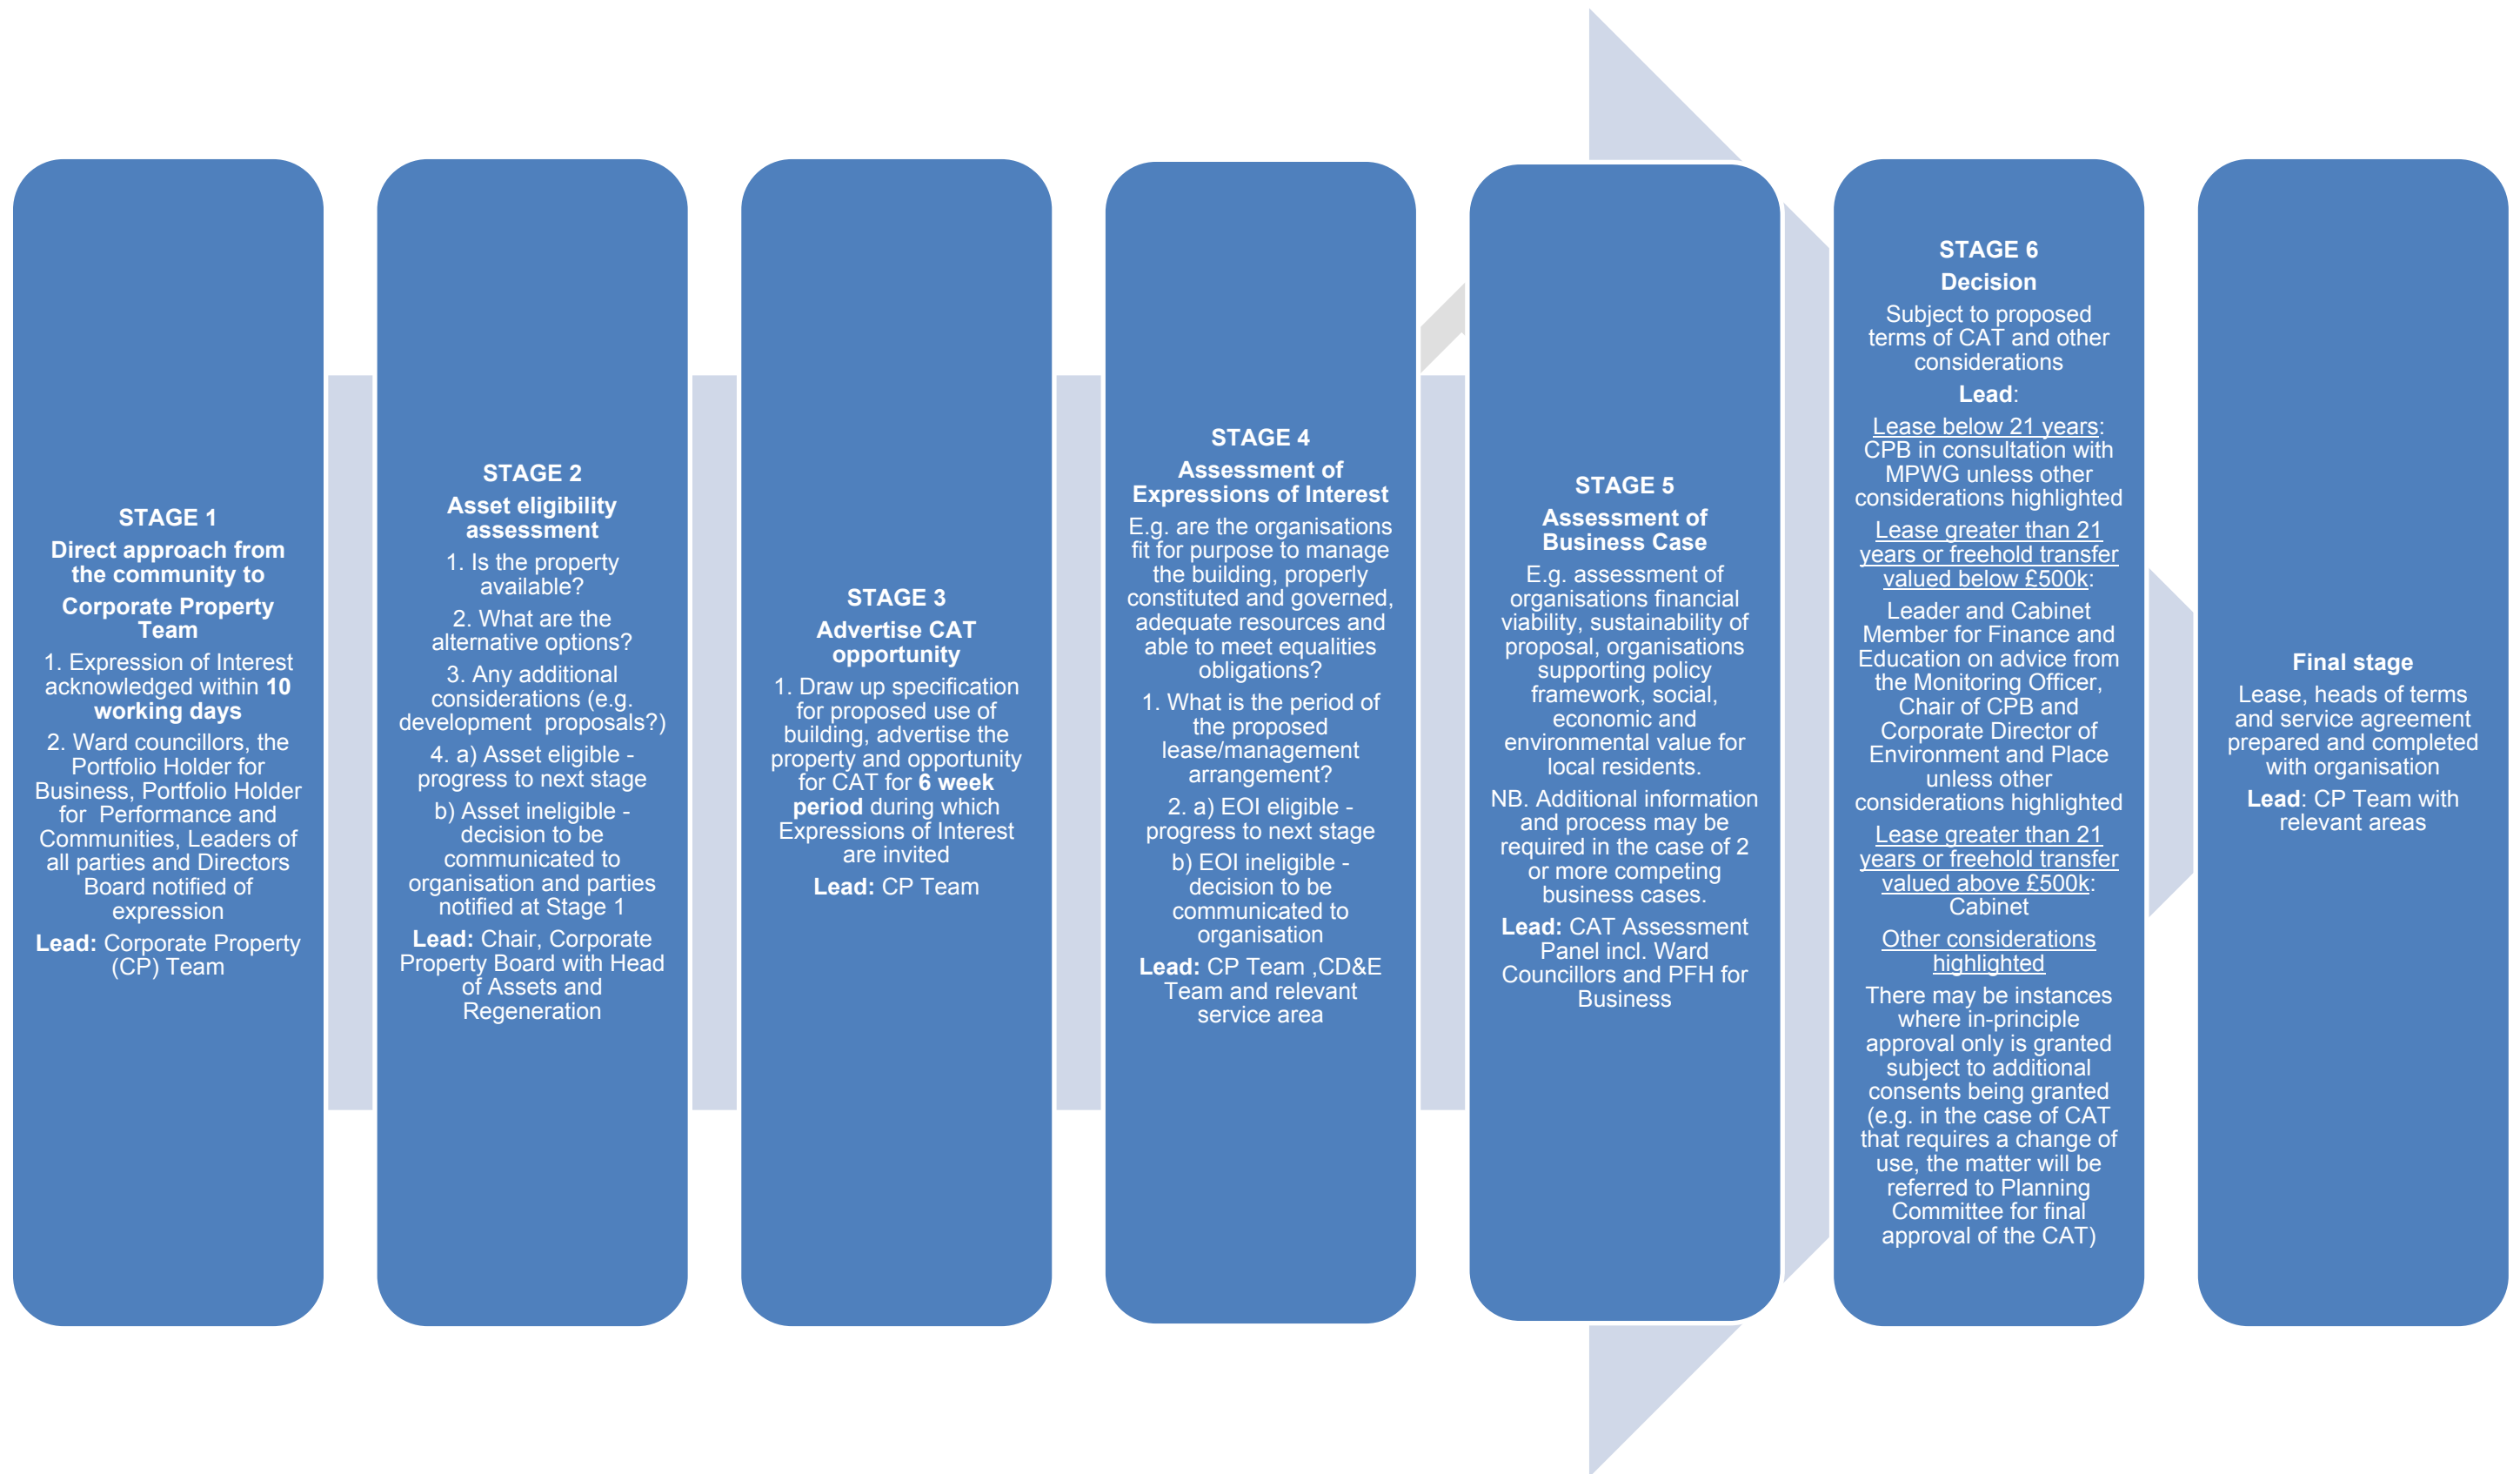 STAGE 1
Direct approach from
the community to
Corporate Property
Team
1. Expression of Interest
acknowledged within 10
working days
2. Ward councillors, the
Portfolio Holder for
Business, Portfolio Holder
for Performance and
Communities, Leaders of
all parties and Directors
Board notified of
expression
Lead: Corporate Property
(CP) Team
STAGE 2
Asset eligibility
assessment
1. Is the property
available?
2. What are the
alternative options?
3. Any additional
considerations (e.g.
development proposals?)
4. a) Asset eligible -
progress to next stage
b) Asset ineligible -
decision to be
communicated to
organisation and parties
notified at Stage 1
Lead: Chair, Corporate
Property Board with Head
of Assets and
Regeneration
STAGE 3
Advertise CAT
opportunity
1. Draw up specification
for proposed use of
building, advertise the
property and opportunity
for CAT for 6 week
period during which
Expressions of Interest
are invited
Lead: CP Team
STAGE 4
Assessment of
Expressions of Interest
E.g. are the organisations
fit for purpose to manage
the building, properly
constituted and governed,
adequate resources and
able to meet equalities
obligations?
1. What is the period of
the proposed
lease/management
arrangement?
2. a) EOI eligible -
progress to next stage
b) EOI ineligible -
decision to be
communicated to
organisation
Lead: CP Team ,CD&E
Team and relevant
service area
STAGE 5
Assessment of
Business Case
E.g. assessment of
organisations financial
viability, sustainability of
proposal, organisations
supporting policy
framework, social,
economic and
environmental value for
local residents.
NB. Additional information
and process may be
required in the case of 2
or more competing
business cases.
Lead: CAT Assessment
Panel incl. Ward
Councillors and PFH for
Business
STAGE 6
Decision
Subject to proposed
terms of CAT and other
considerations
Lead:
Lease below 21 years:
CPB in consultation with
MPWG unless other
considerations highlighted
Lease greater than 21
years or freehold transfer
valued below £500k:
Leader and Cabinet
Member for Finance and
Education on advice from
the Monitoring Officer,
Chair of CPB and
Corporate Director of
Environment and Place
unless other
considerations highlighted
Lease greater than 21
years or freehold transfer
valued above £500k:
Cabinet
Other considerations
highlighted
There may be instances
where in-principle
approval only is granted
subject to additional
consents being granted
(e.g. in the case of CAT
that requires a change of
use, the matter will be
referred to Planning
Committee for final
approval of the CAT)
Final stage
Lease, heads of terms
and service agreement
prepared and completed
with organisation
Lead: CP Team with
relevant areas